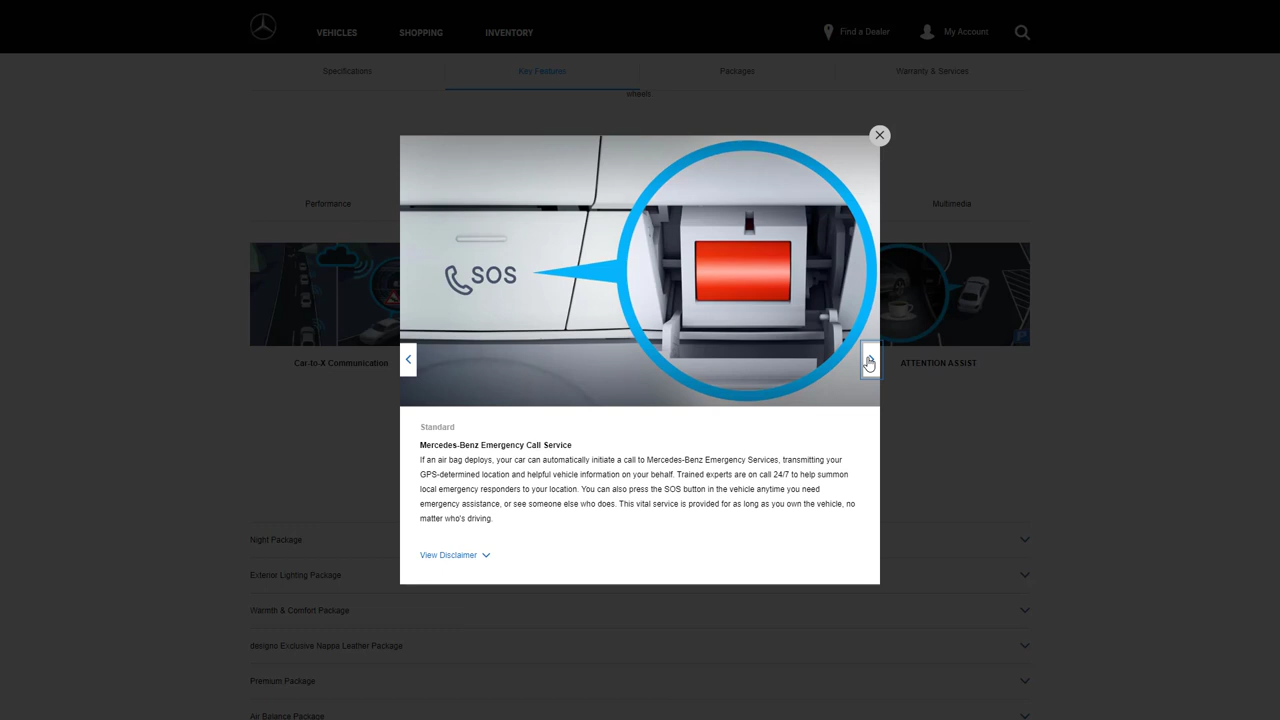 VEHICLES SHOPPING INVENTORY Find a Dealer My Account
Specifications Key Features Packages Warranty & Services
wheels
Performance Multimedia
SOS
Car-to-X Communication ATTENTION ASSIST
Standard
Mercedes-Benz Emergency Call Service
If an air bag deploys, your car can automatically initiate a call to Mercedes-Benz Emergency Services, transmitting your
GPS-determined location and helpful vehicle information on your behalf. Trained experts are on call 24/7 to help summon
local emergency responders to your location. You can also press the SOS button in the vehicle anytime you need
emergency assistance, or see someone else who does. This vital service is provided for as long as you own the vehicle, no
matter who's driving.
View Disclaimer
Night Package
Exterior Lighting Package
Warmth & Comfort Package
designo Exclusive Nappa Leather Package
Premium Package
Air Balance Package